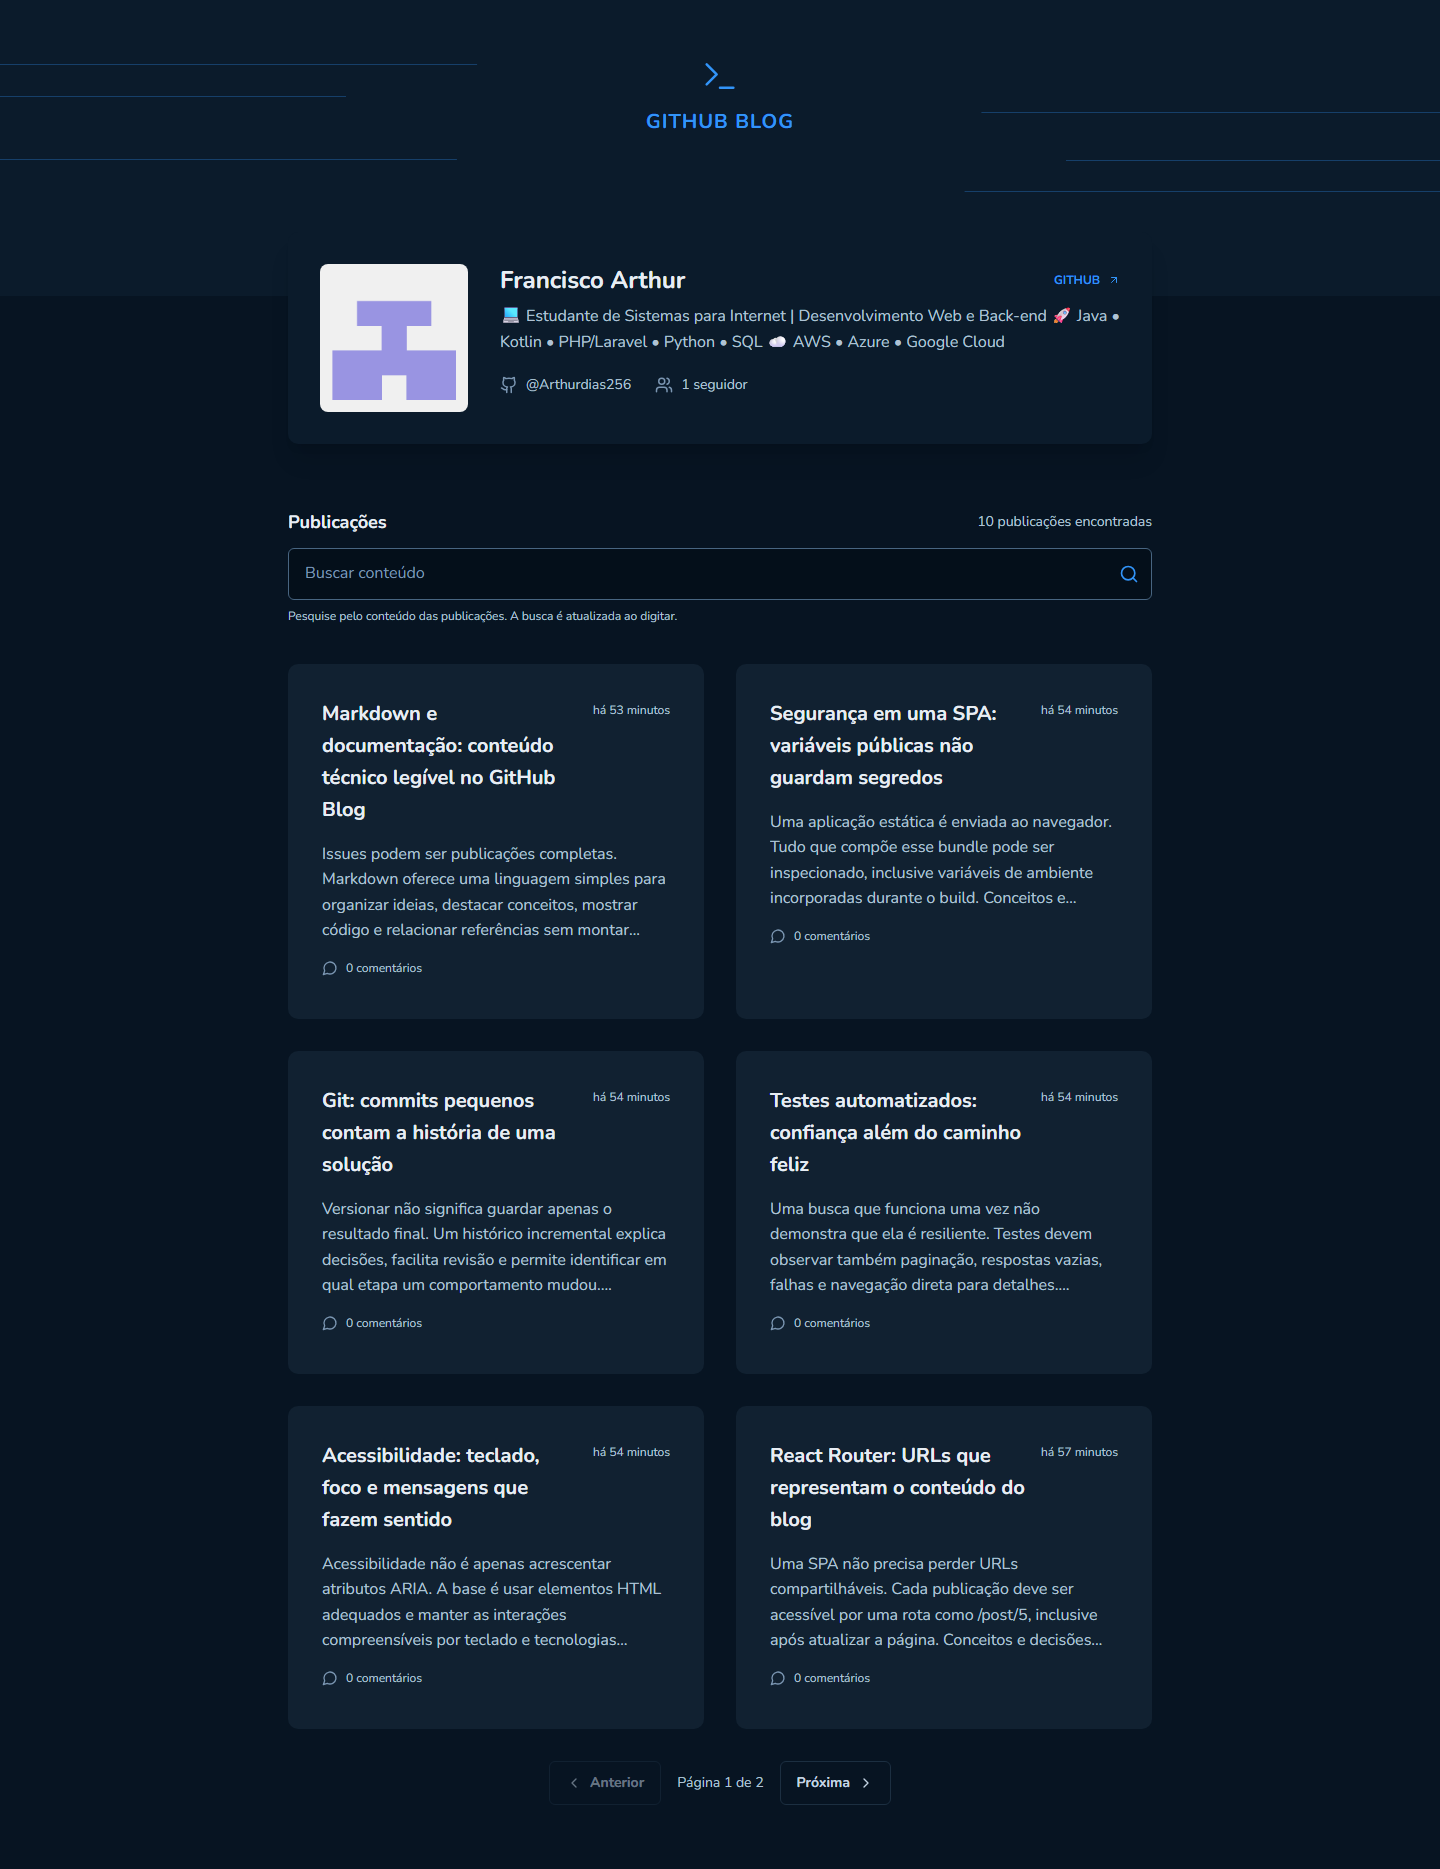 GITHUB BLOG
Francisco Arthur
GITHUB
💻 Estudante de Sistemas para Internet | Desenvolvimento Web e Back-end 🚀 Java •
Kotlin • PHP/Laravel • Python • SQL ☁️ AWS • Azure • Google Cloud
@Arthurdias256
1 seguidor
Publicações
10 publicações encontradas
Buscar conteúdo
Pesquise pelo conteúdo das publicações. A busca é atualizada ao digitar.
Markdown e
documentação: conteúdo
técnico legível no GitHub
Blog
há 53 minutos
Issues podem ser publicações completas.
Markdown oferece uma linguagem simples para
organizar ideias, destacar conceitos, mostrar
código e relacionar referências sem montar...
0 comentários
Segurança em uma SPA:
variáveis públicas não
guardam segredos
há 54 minutos
Uma aplicação estática é enviada ao navegador.
Tudo que compõe esse bundle pode ser
inspecionado, inclusive variáveis de ambiente
incorporadas durante o build. Conceitos e...
0 comentários
Git: commits pequenos
contam a história de uma
solução
há 54 minutos
Versionar não significa guardar apenas o
resultado final. Um histórico incremental explica
decisões, facilita revisão e permite identificar em
qual etapa um comportamento mudou....
0 comentários
Testes automatizados:
confiança além do caminho
feliz
há 54 minutos
Uma busca que funciona uma vez não
demonstra que ela é resiliente. Testes devem
observar também paginação, respostas vazias,
falhas e navegação direta para detalhes....
0 comentários
Acessibilidade: teclado,
foco e mensagens que
fazem sentido
há 54 minutos
Acessibilidade não é apenas acrescentar
atributos ARIA. A base é usar elementos HTML
adequados e manter as interações
compreensíveis por teclado e tecnologias...
0 comentários
React Router: URLs que
representam o conteúdo do
blog
há 57 minutos
Uma SPA não precisa perder URLs
compartilháveis. Cada publicação deve ser
acessível por uma rota como /post/5, inclusive
após atualizar a página. Conceitos e decisões...
0 comentários
Anterior
Página 1 de 2
Próxima